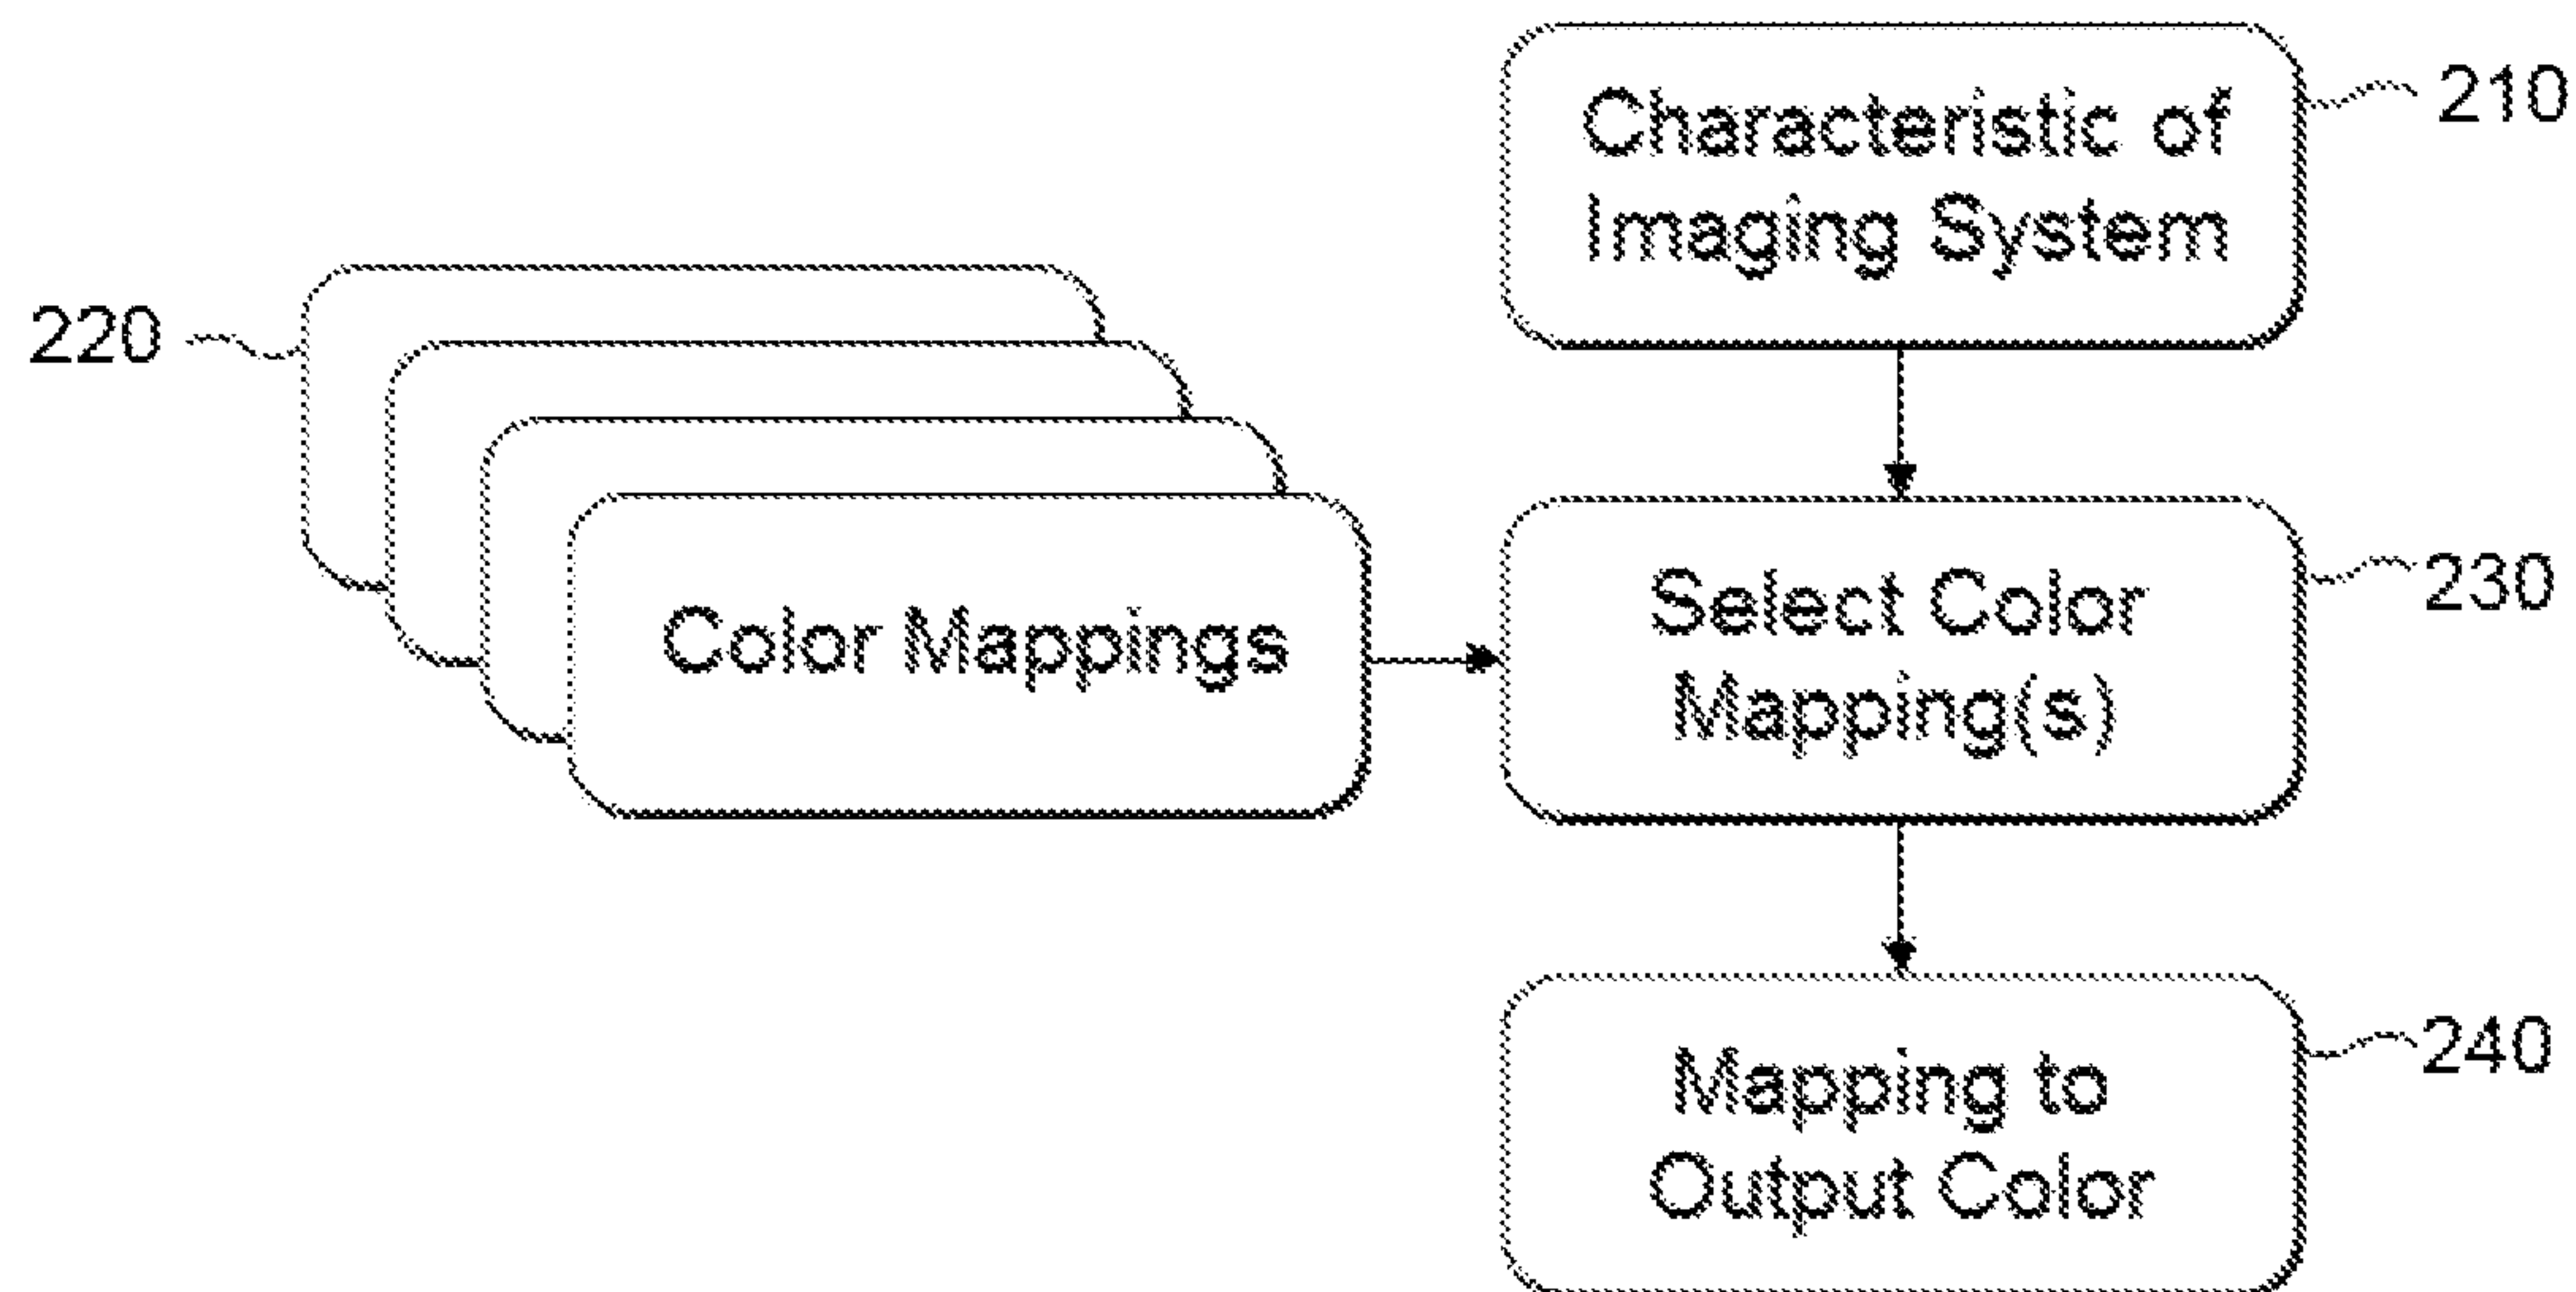 Characteristic of
Imaging System
210
220
Color Mappings
Select Color
Mapping(s)
230
Mapping to
Output Color
240